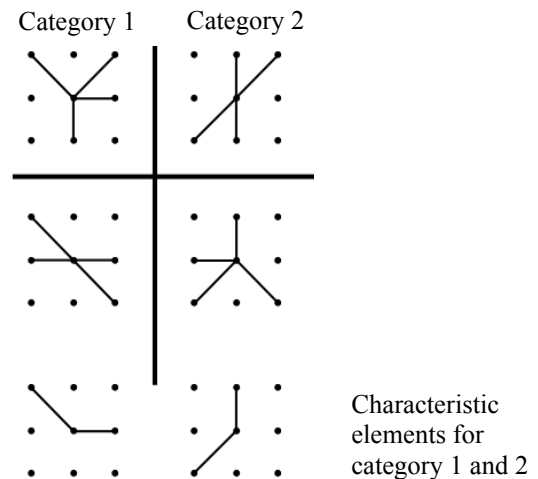 Category 1 Category 2
Characteristic
elements for
category 1 and 2